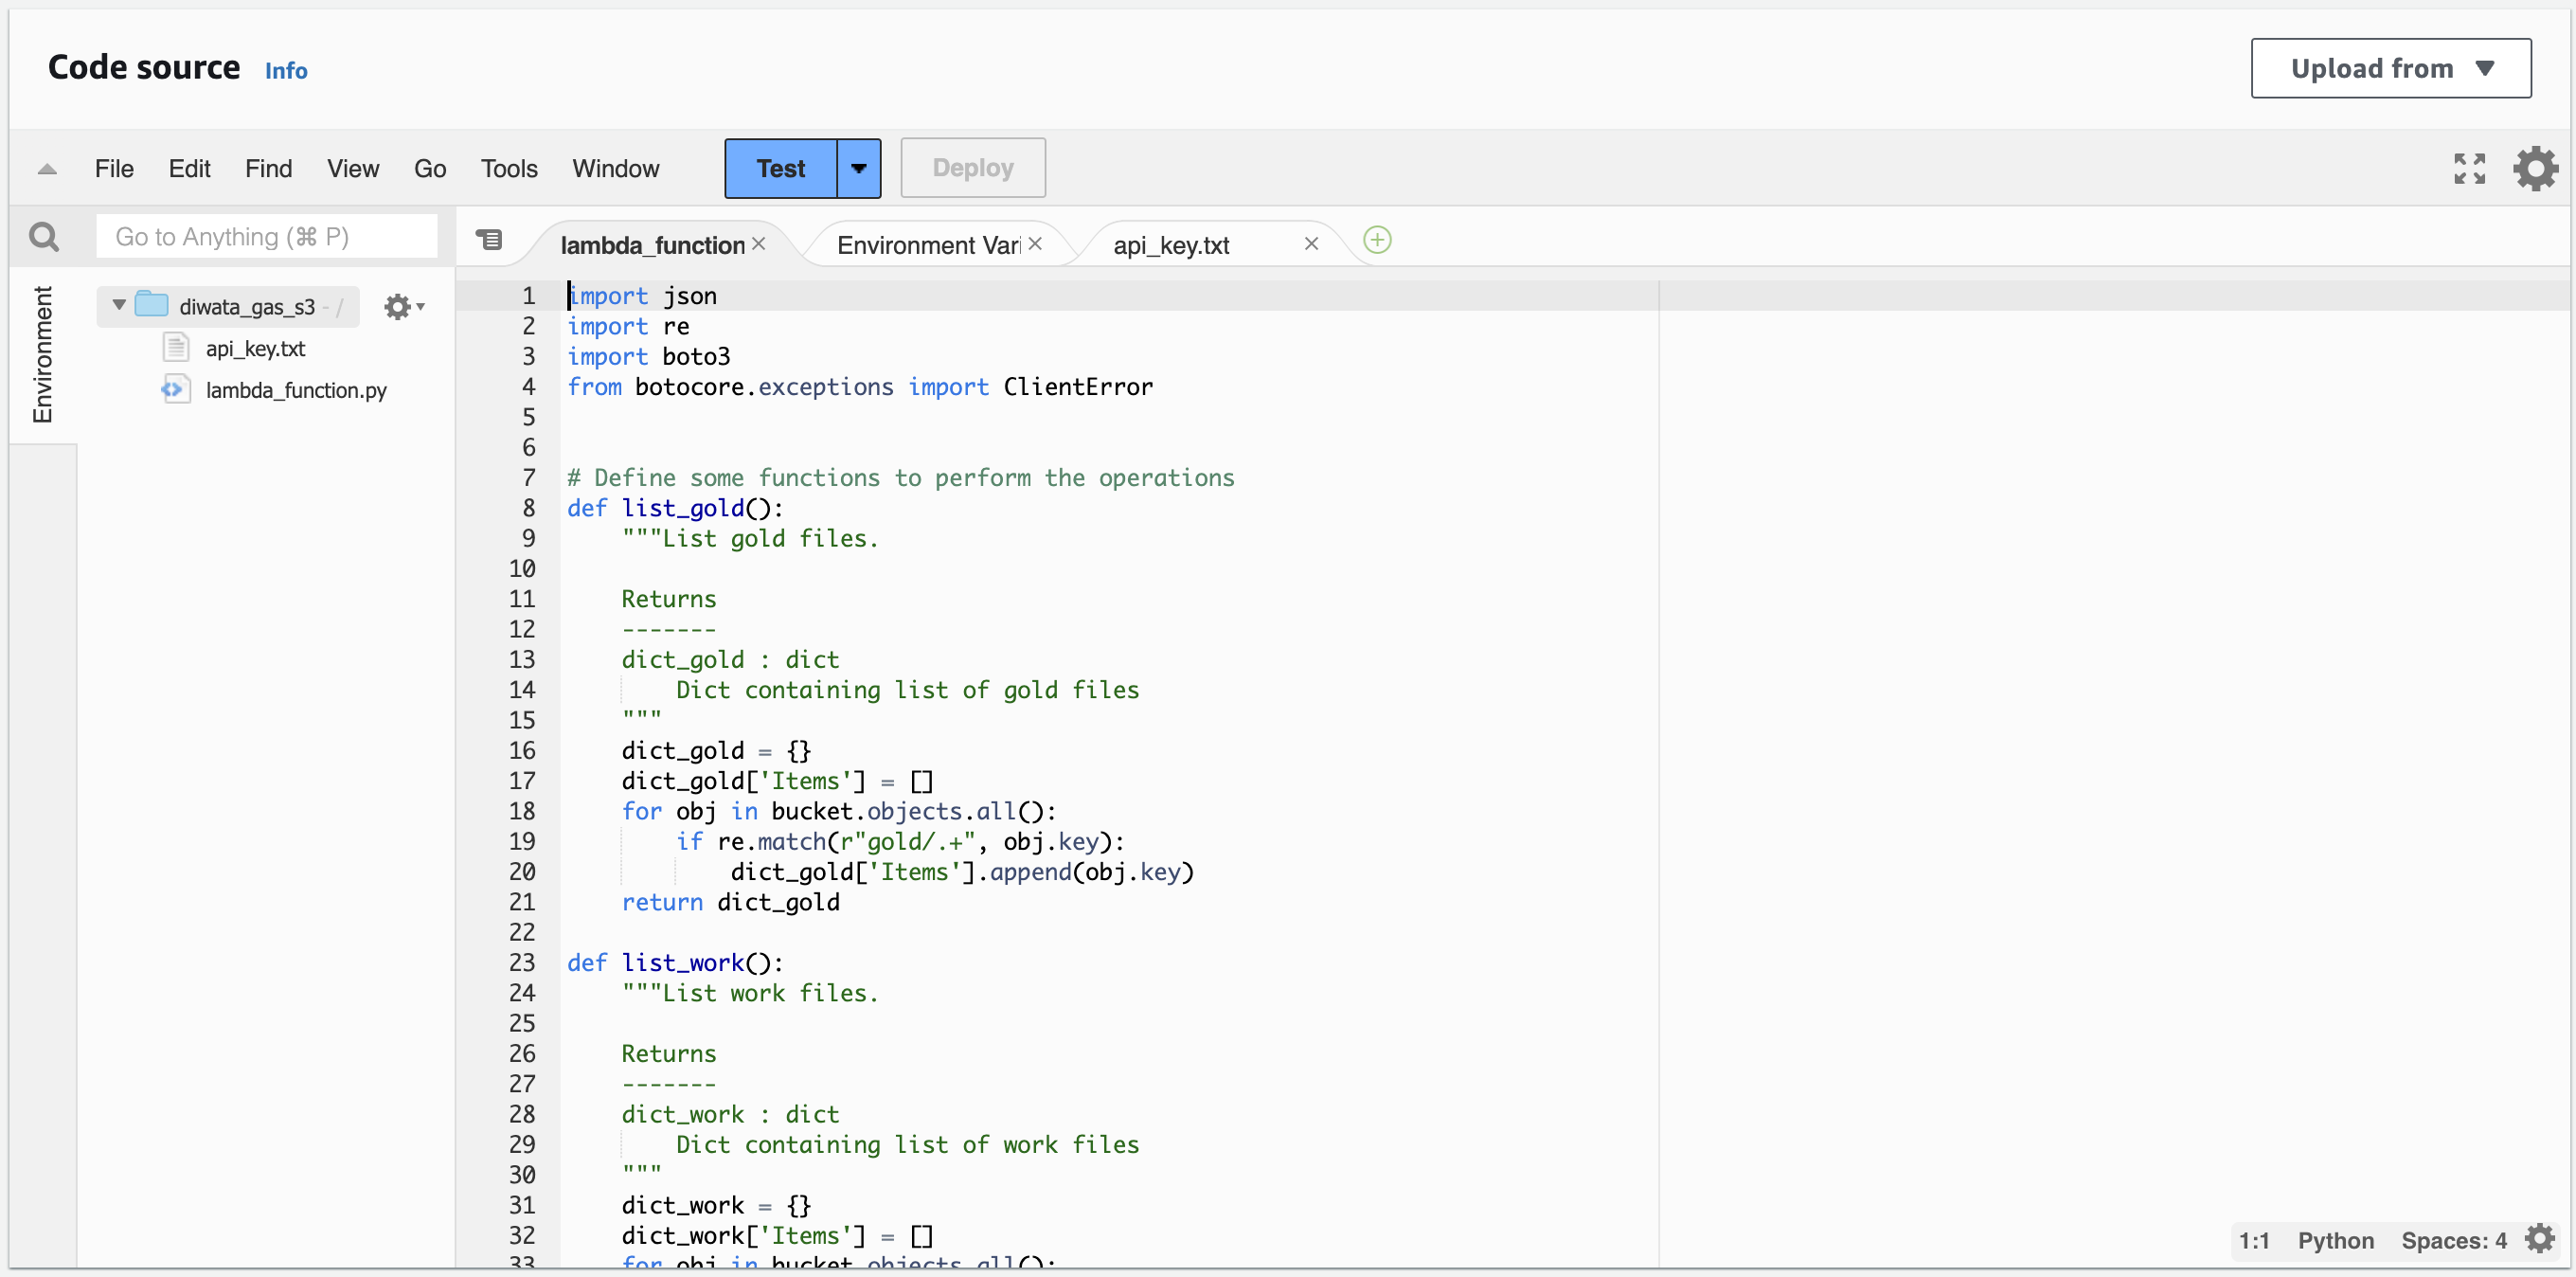 Code source Info
Upload from
File Edit Find View Go Tools Window Test Deploy
Go to Anything (⌘ P)
lambda_function Environment Vari api_key.txt
Environment
diwata_gas_s3 - /
api_key.txt
lambda_function.py
1 import json
2 import re
3 import boto3
4 from botocore.exceptions import ClientError
5
6
7 # Define some functions to perform the operations
8 def list_gold():
9     """List gold files.
10
11     Returns
12     -------
13     dict_gold : dict
14         Dict containing list of gold files
15     """
16     dict_gold = {}
17     dict_gold['Items'] = []
18     for obj in bucket.objects.all():
19         if re.match(r"gold/.+", obj.key):
20             dict_gold['Items'].append(obj.key)
21     return dict_gold
22
23 def list_work():
24     """List work files.
25
26     Returns
27     -------
28     dict_work : dict
29         Dict containing list of work files
30     """
31     dict_work = {}
32     dict_work['Items'] = []
33     for obj in bucket.objects.all():
1:1 Python Spaces: 4